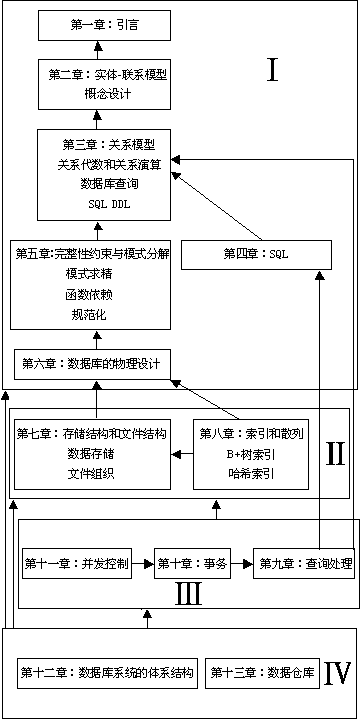 第一章：引言
I
第二章：实体-联系模型
概念设计
第三章：关系模型
关系代数和关系演算
数据库查询
SQL DDL
第五章：完整性约束与模式分解
模式求精
函数依赖
规范化
第四章：SQL
第六章：数据库的物理设计
第七章：存储结构和文件结构
数据存储
文件组织
第八章：索引和散列
B+树索引
哈希索引
II
第十一章：并发控制
第十章：事务
第九章：查询处理
III
第十二章：数据库系统的体系结构
第十三章：数据仓库
IV